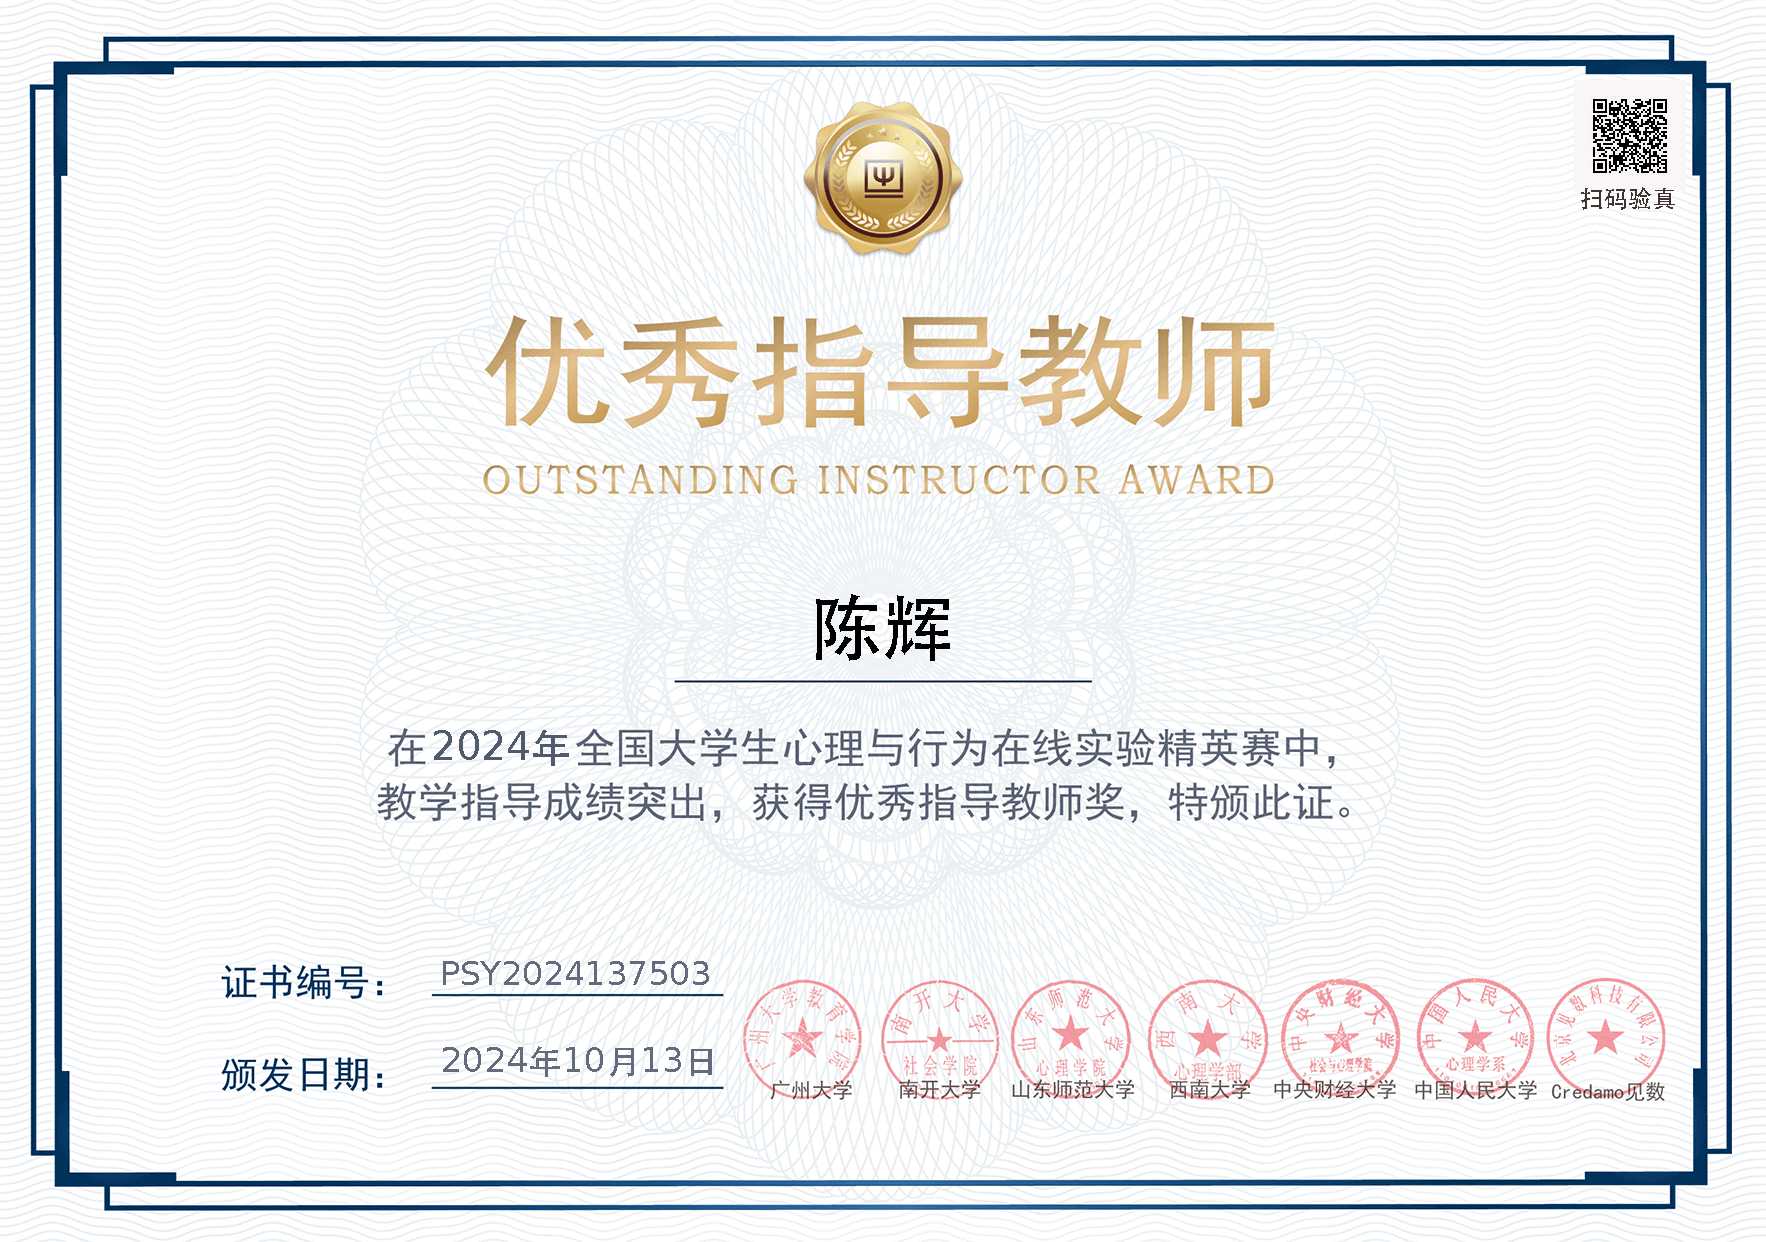 扫码验真
优秀指导教师
OUTSTANDING INSTRUCTOR AWARD
陈辉
在2024年全国大学生心理与行为在线实验精英赛中，
教学指导成绩突出，获得优秀指导教师奖，特颁此证。
证书编号： PSY2024137503
颁发日期： 2024年10月13日
广州大学教育学院
南开大学
社会学院
山东师范大学
心理学院
西南大学
心理学部
中央财经大学
社会与心理学院
中国人民大学
心理学系
北京见数科技有限公司
广州大学 南开大学 山东师范大学 西南大学 中央财经大学 中国人民大学 Credamo见数